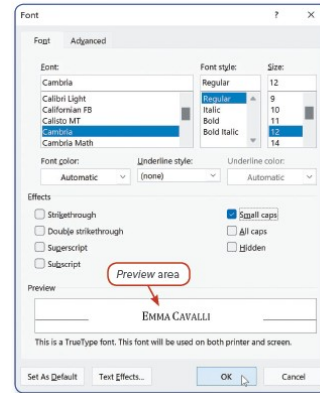 Font ? ×
Font Advanced
Font: Font style: Size:
Cambria Regular 12
Calibri Light Regular 9
Californian FB Italic 10
Calisto MT Bold 11
Cambria Bold Italic 12
Cambria Math 14
Font color: Underline style: Underline color:
Automatic (none) Automatic
Effects
Strikethrough Small caps
Double strikethrough All caps
Superscript Hidden
Subscript
Preview area
Preview
EMMA CAVALLI
This is a TrueType font. This font will be used on both printer and screen.
Set As Default Text Effects... OK Cancel